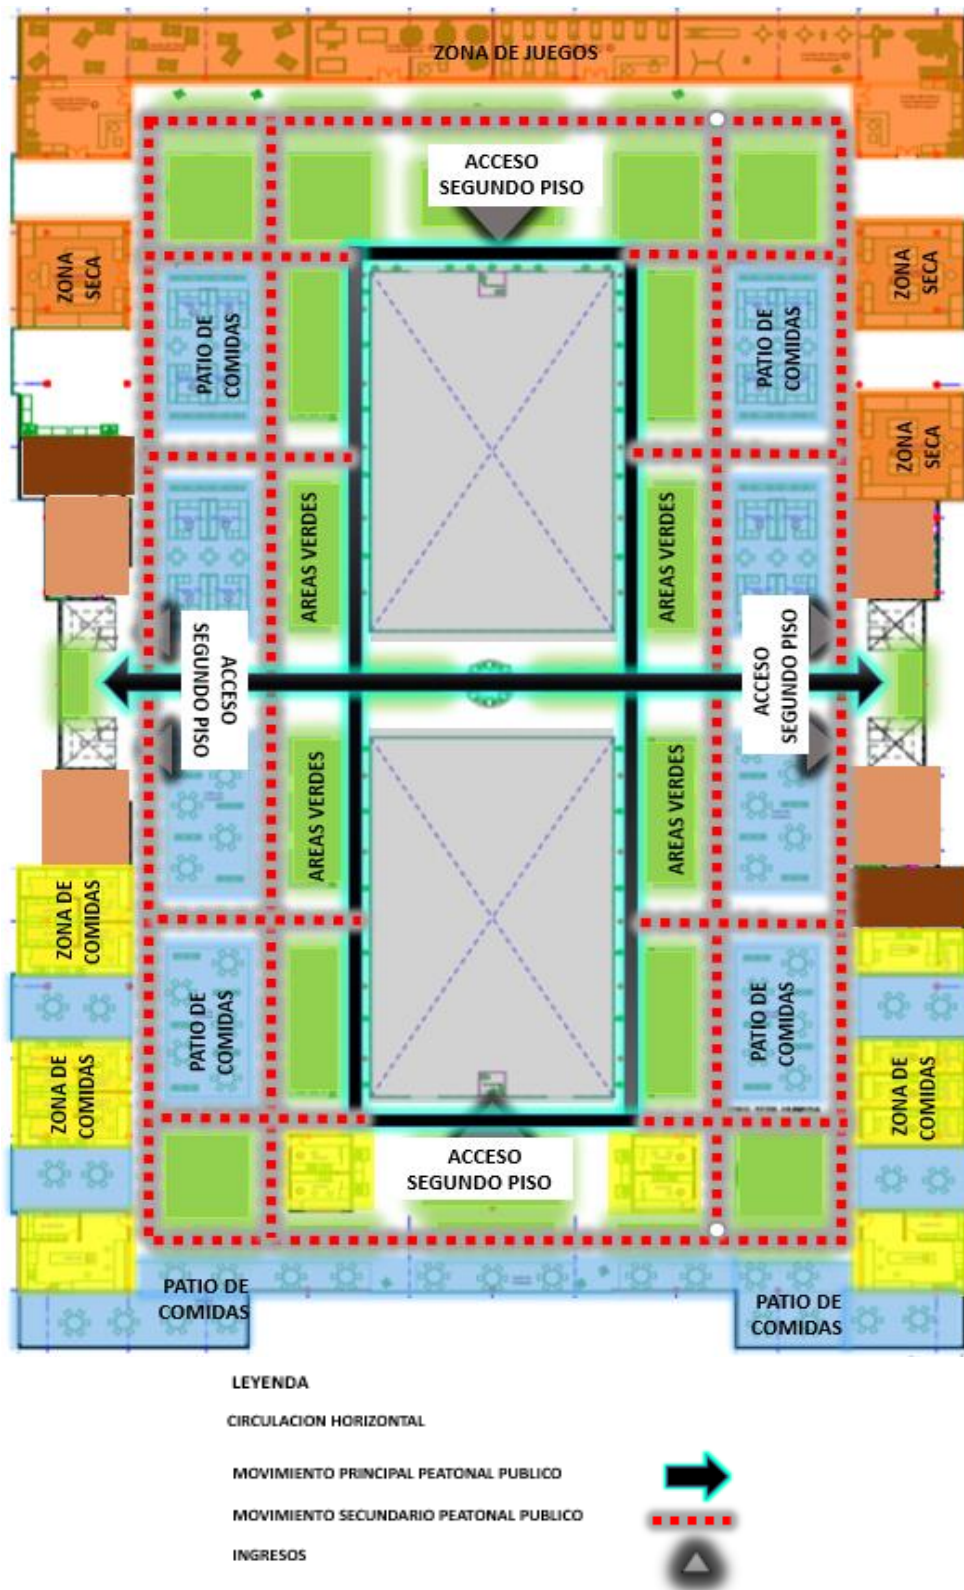 ZONA DE JUEGOS
ACCESO
SEGUNDO PISO
ZONA
SECA
ZONA
SECA
PATIO DE
COMIDAS
PATIO DE
COMIDAS
ZONA
SECA
AREAS VERDES
AREAS VERDES
ACCESO
SEGUNDO PISO
ACCESO
SEGUNDO PISO
AREAS VERDES
AREAS VERDES
ZONA DE
COMIDAS
PATIO DE
COMIDAS
PATIO DE
COMIDAS
ZONA DE
COMIDAS
ZONA DE
COMIDAS
ACCESO
SEGUNDO PISO
PATIO DE
COMIDAS
PATIO DE
COMIDAS
LEYENDA
CIRCULACION HORIZONTAL
MOVIMIENTO PRINCIPAL PEATONAL PUBLICO
MOVIMIENTO SECUNDARIO PEATONAL PUBLICO
INGRESOS